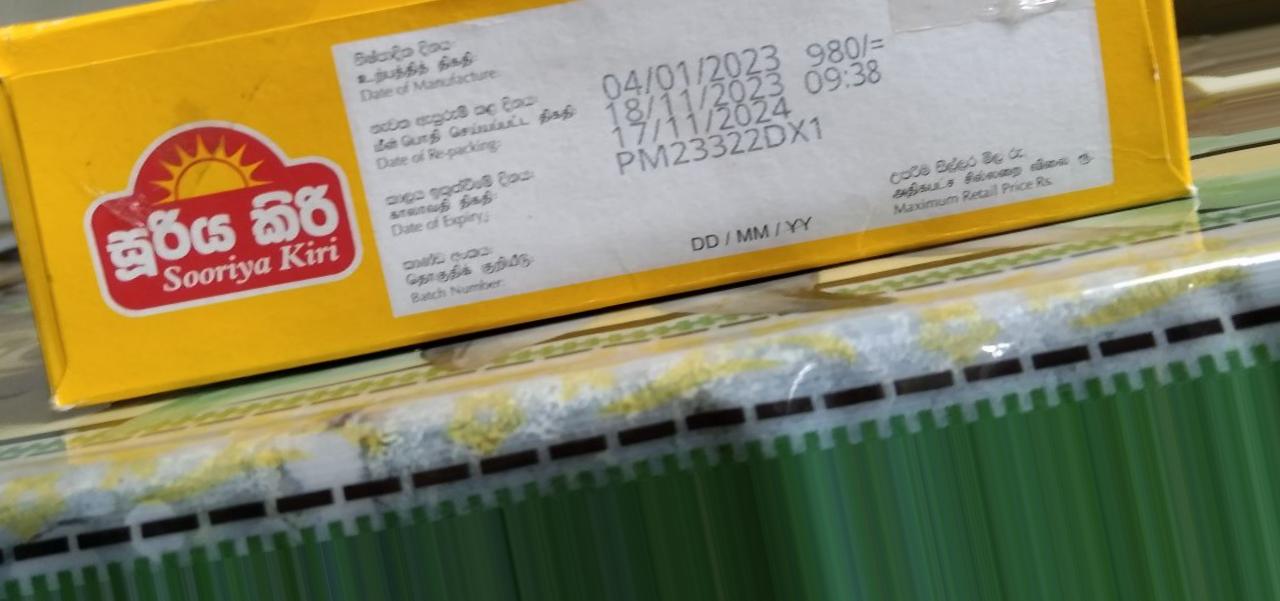 සූරිය කිරි
Sooriya Kiri
නිෂ්පාදිත දිනය:
உற்பத்தித் திகதி:
Date of Manufacture:
නැවත ඇසුරුම් කල දිනය:
மீள் பொதி செய்யப்பட்ட திகதி:
Date of Re-packing:
කාලය ඉකුත්වීමේ දිනය:
காலாவதி திகதி:
Date of Expiry:
කාණ්ඩ අංකය:
தொகுதிக் குறியீடு:
Batch Number:
04/01/2023 980/=
18/11/2023 09:38
17/11/2024
PM23322DX1
DD / MM / YY
උපරිම සිල්ලර මිල රු.
அதிகபட்ச சில்லறை விலை ரூ.
Maximum Retail Price Rs.